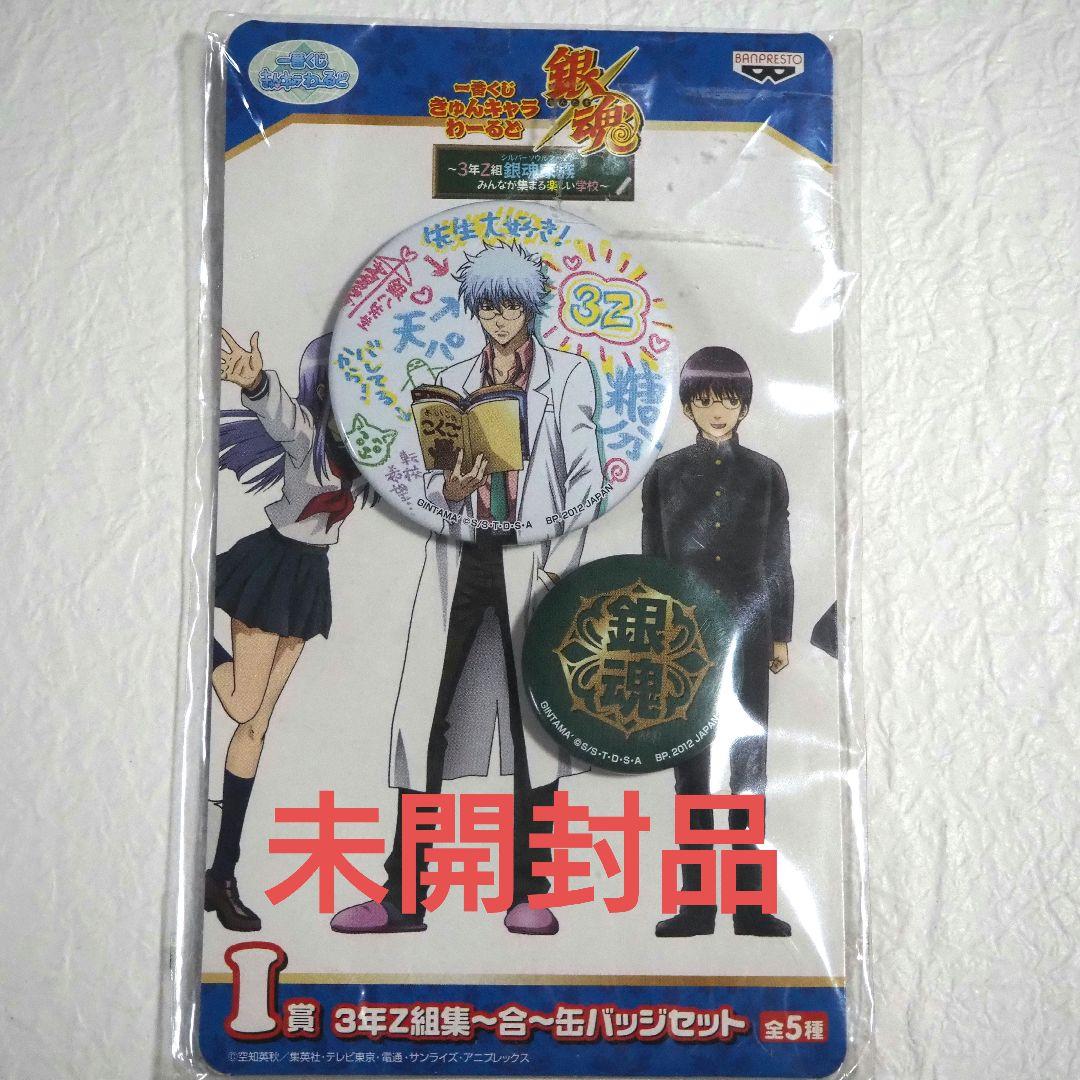 一番くじ
きゅんキャラわーるど
BANPRESTO
一番くじ
きゅんキャラ
わーるど
銀魂
シルバーソウル
〜3年Z組銀魂
みんなが集まる楽しい学校〜
先生大好き!
3Z
天パ
糖分
こくご
GINTAMA' ©S/S・T・D・S・A BP. 2012 JAPAN
銀魂
GINTAMA' ©S/S・T・D・S・A BP. 2012 JAPAN
未開封品
I賞 3年Z組集〜合〜缶バッジセット 全5種
©空知英秋／集英社・テレビ東京・電通・サンライズ・アニプレックス